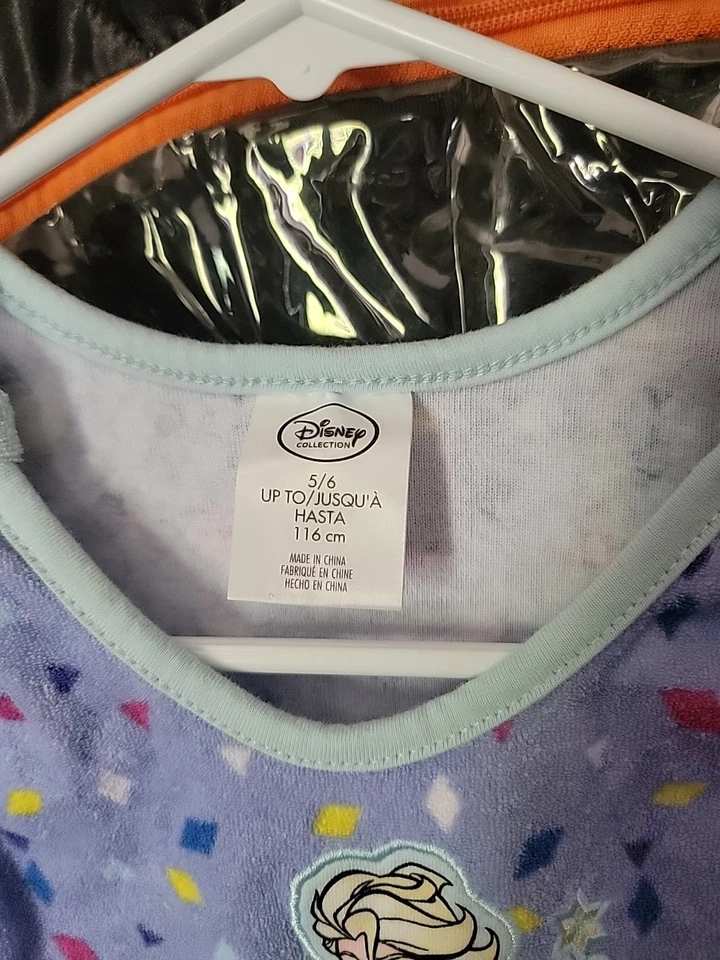 Disney
COLLECTION
5/6
UP TO/JUSQU'À
HASTA
116 cm
MADE IN CHINA
FABRIQUÉ EN CHINE
HECHO EN CHINA